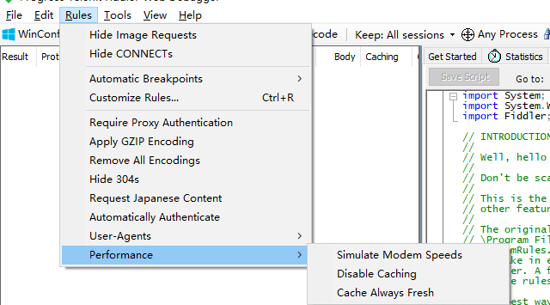 Progress Telerik Fiddler Web Debugger
File Edit Rules Tools View Help
WinConf
code Keep: All sessions Any Process
Hide Image Requests
Hide CONNECTs
Automatic Breakpoints
Customize Rules... Ctrl+R
Require Proxy Authentication
Apply GZIP Encoding
Remove All Encodings
Hide 304s
Request Japanese Content
Automatically Authenticate
User-Agents
Performance
Simulate Modem Speeds
Disable Caching
Cache Always Fresh
Result Prot
Body Caching
Get Started Statistics
Save Script Go to:
import System;
import System.W
import Fiddler;
// INTRODUCTION
//
// Well, hello
//
// Don't be sca
//
// This is the
// other featur
//
// The original
// \Program Fil
mRules.
ke in e
er. A f
e rules
est way